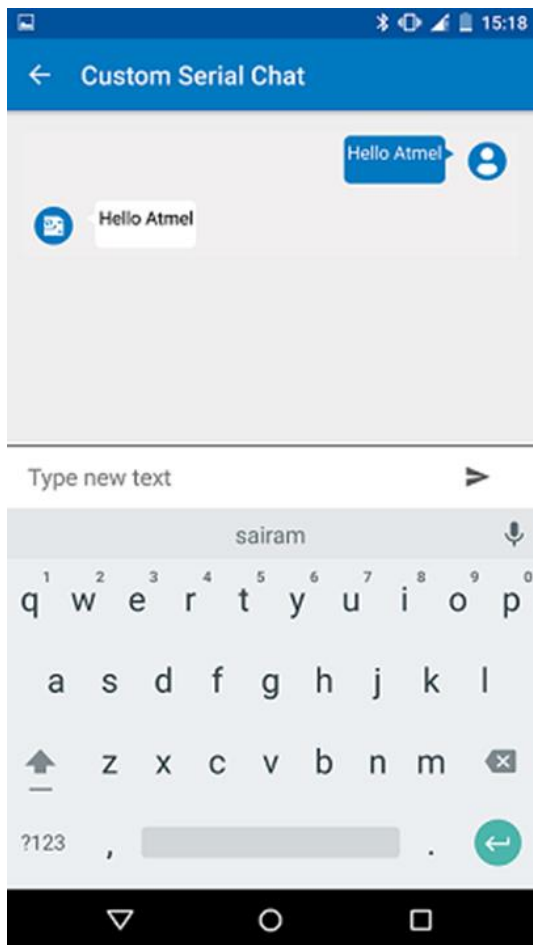 15:18
Custom Serial Chat
Hello Atmel
Hello Atmel
Type new text
sairam
1 2 3 4 5 6 7 8 9 0
q w e r t y u i o p
a s d f g h j k l
z x c v b n m
?123 , .